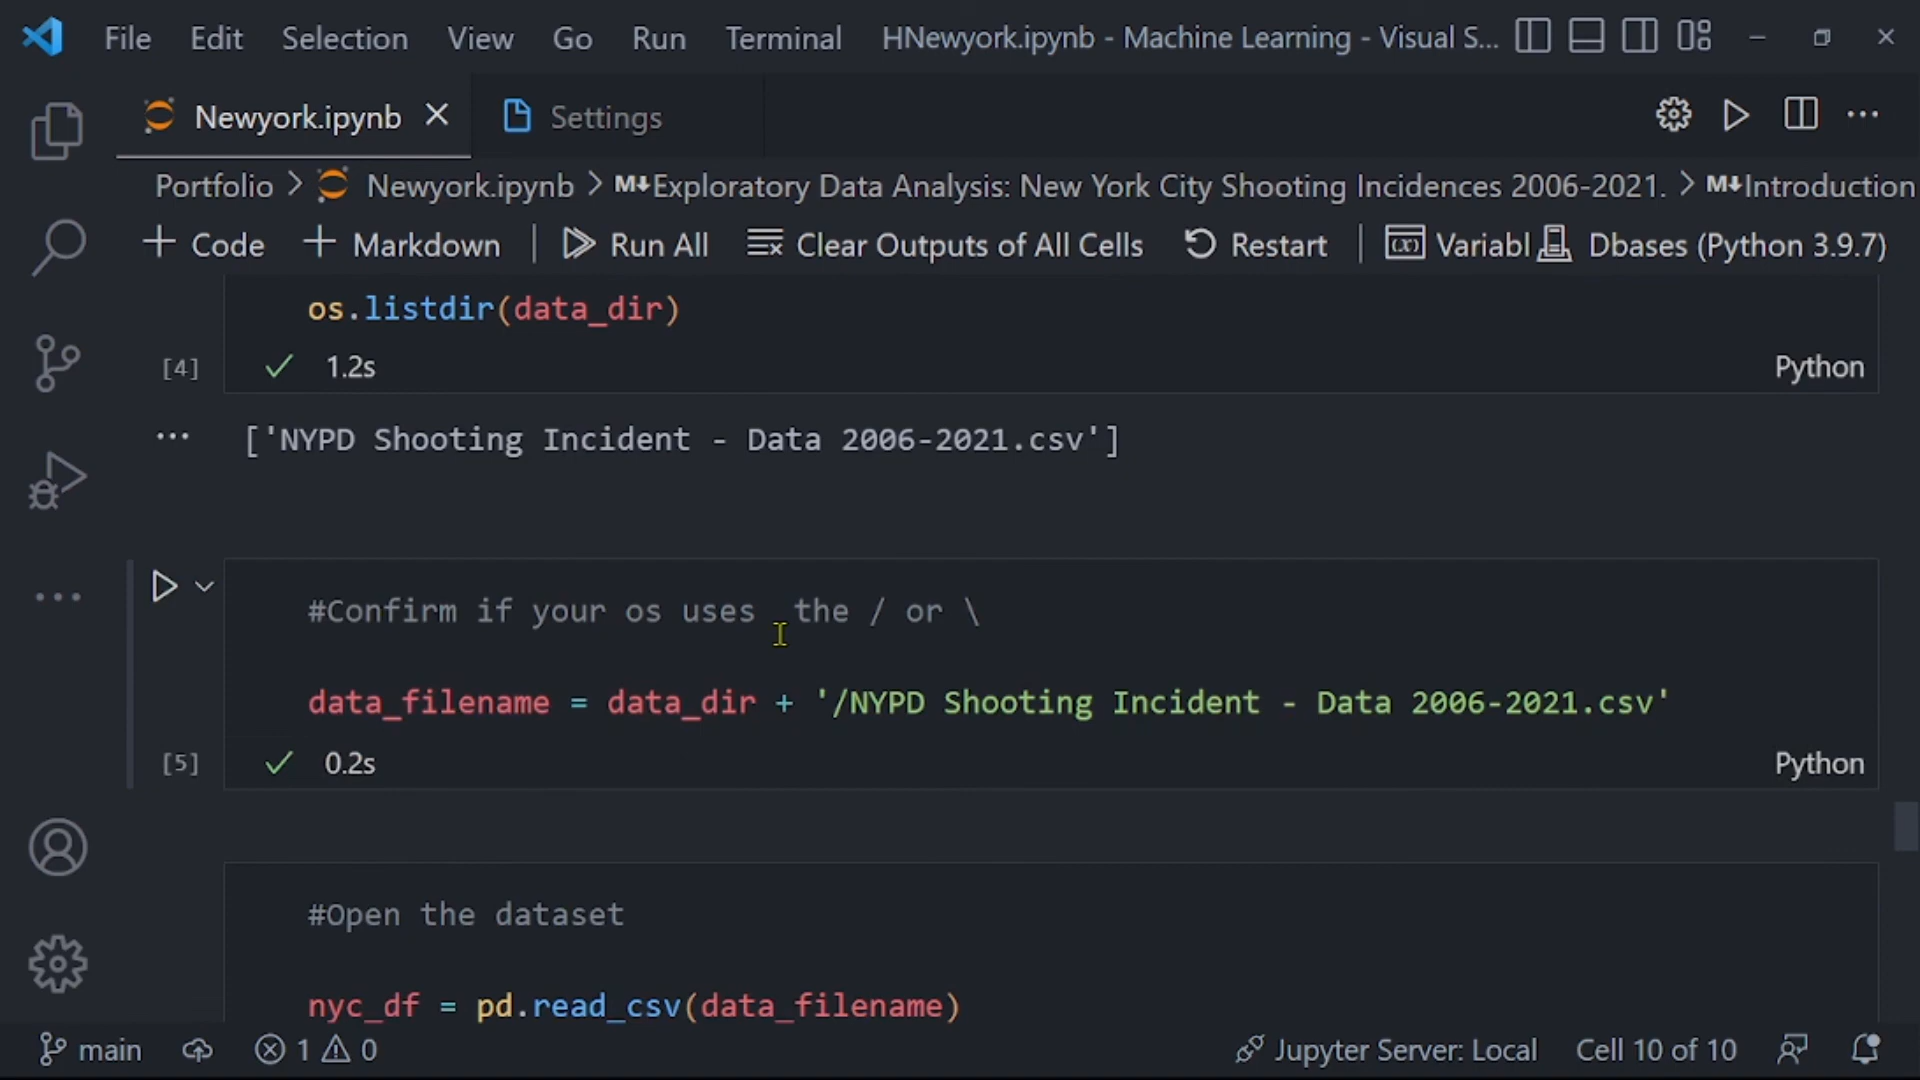 File Edit Selection View Go Run Terminal HNewyork.ipynb - Machine Learning - Visual S...
Newyork.ipynb Settings
Portfolio > Newyork.ipynb > M↓Exploratory Data Analysis: New York City Shooting Incidences 2006-2021. > M↓Introduction
+ Code + Markdown | Run All Clear Outputs of All Cells Restart | Variabl Dbases (Python 3.9.7)
os.listdir(data_dir)
[4] ✓ 1.2s Python
... ['NYPD Shooting Incident - Data 2006-2021.csv']
#Confirm if your os uses  the / or \
data_filename = data_dir + '/NYPD Shooting Incident - Data 2006-2021.csv'
[5] ✓ 0.2s Python
#Open the dataset
nyc_df = pd.read_csv(data_filename)
main 1 0 Jupyter Server: Local Cell 10 of 10